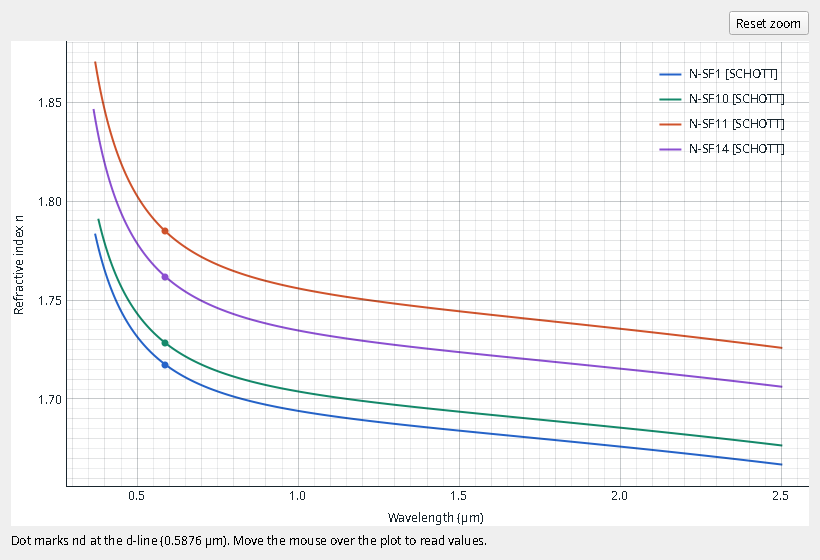 Reset zoom
N-SF1 [SCHOTT]
N-SF10 [SCHOTT]
N-SF11 [SCHOTT]
N-SF14 [SCHOTT]
1.85
1.80
1.75
1.70
Refractive index n
0.5 1.0 1.5 2.0 2.5
Wavelength (µm)
Dot marks nd at the d-line (0.5876 µm). Move the mouse over the plot to read values.